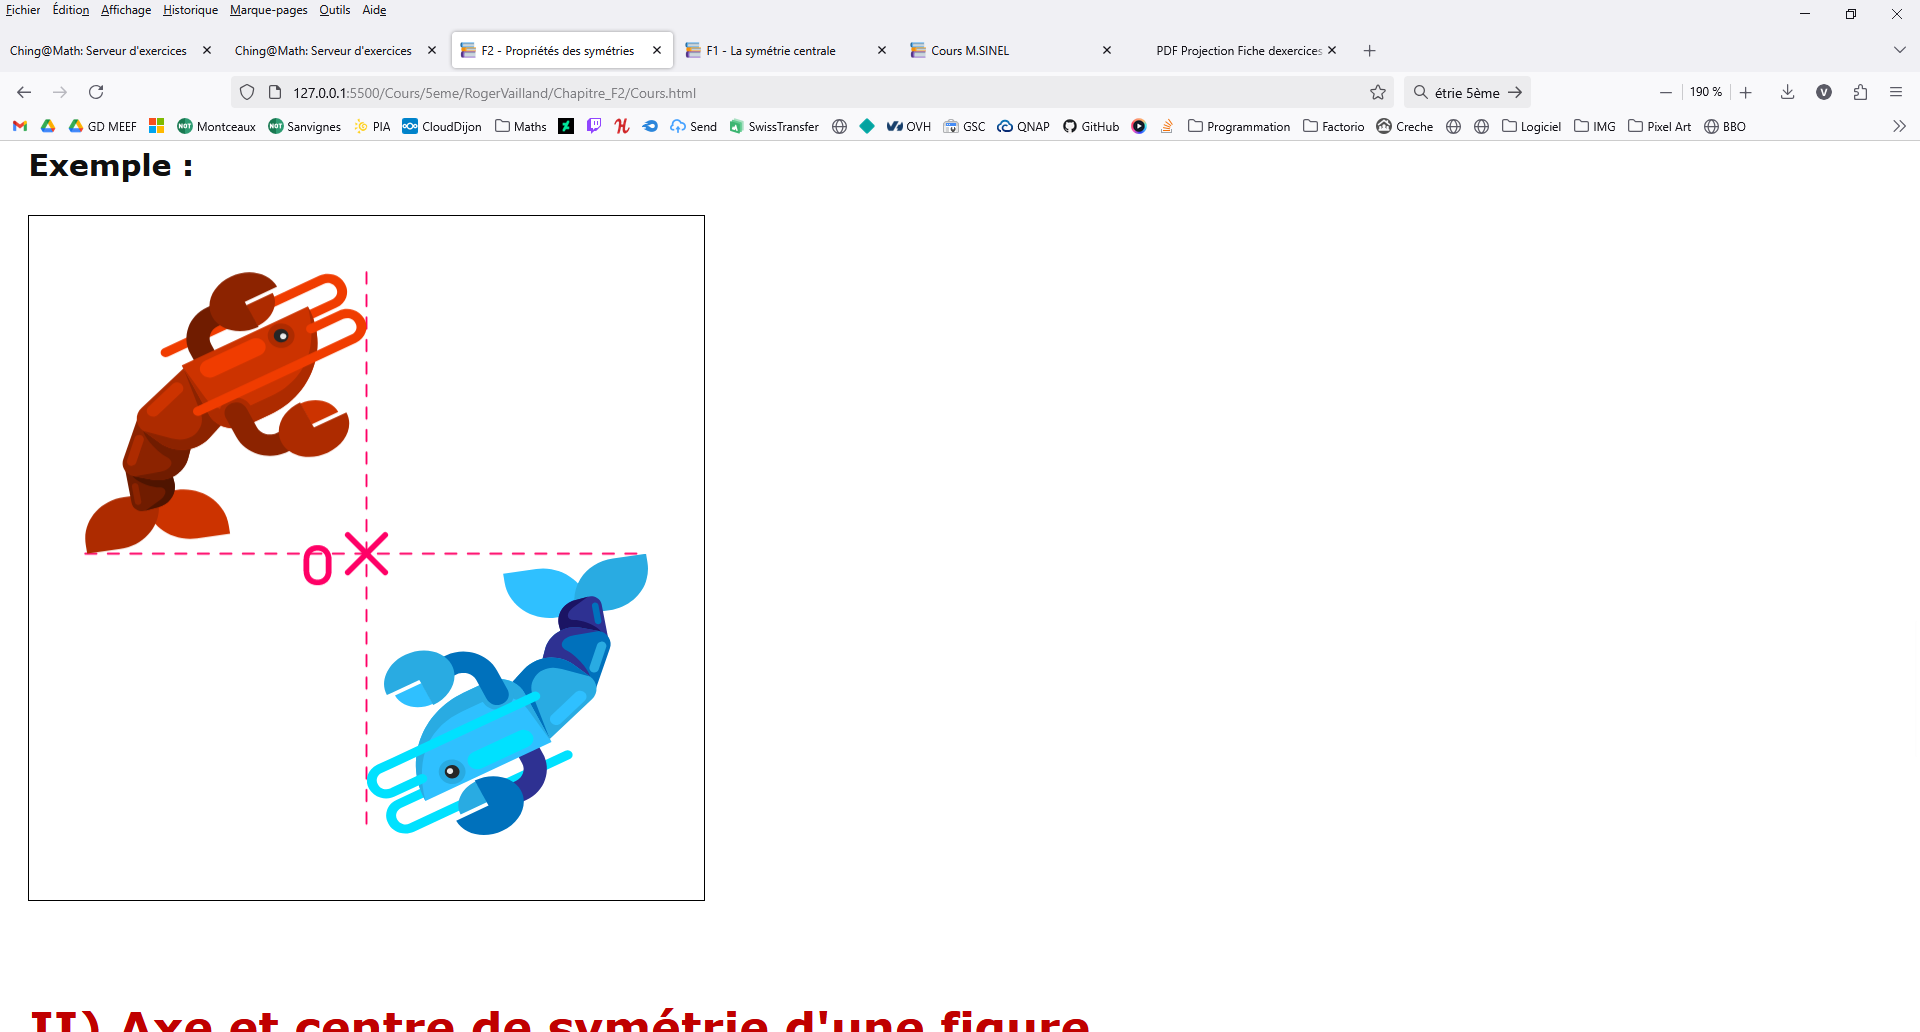 Fichier Édition Affichage Historique Marque-pages Outils Aide
Ching@Math: Serveur d'exercices Ching@Math: Serveur d'exercices F2 - Propriétés des symétries F1 - La symétrie centrale Cours M.SINEL PDF Projection Fiche dexercices
127.0.0.1:5500/Cours/5eme/RogerVailland/Chapitre_F2/Cours.html étrie 5ème 190 %
GD MEEF Montceaux Sanvignes PIA CloudDijon Maths Send SwissTransfer OVH GSC QNAP GitHub Programmation Factorio Creche Logiciel IMG Pixel Art BBO
Exemple :
O
II) Axe et centre de symétrie d'une figure